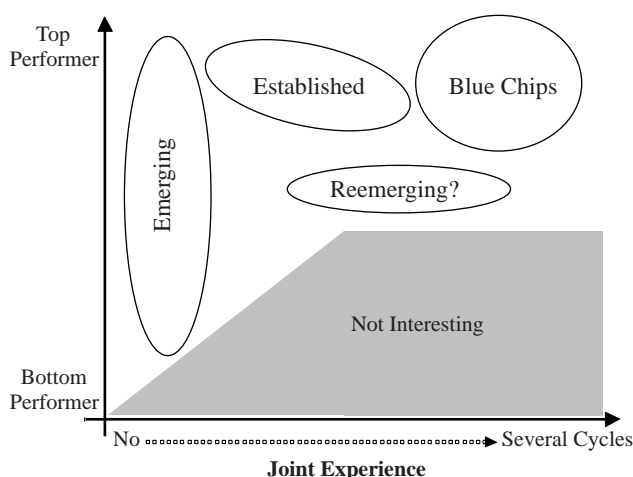 Top
Performer
Established
Blue Chips
Emerging
Reemerging?
Not Interesting
Bottom
Performer
No
Several Cycles
Joint Experience